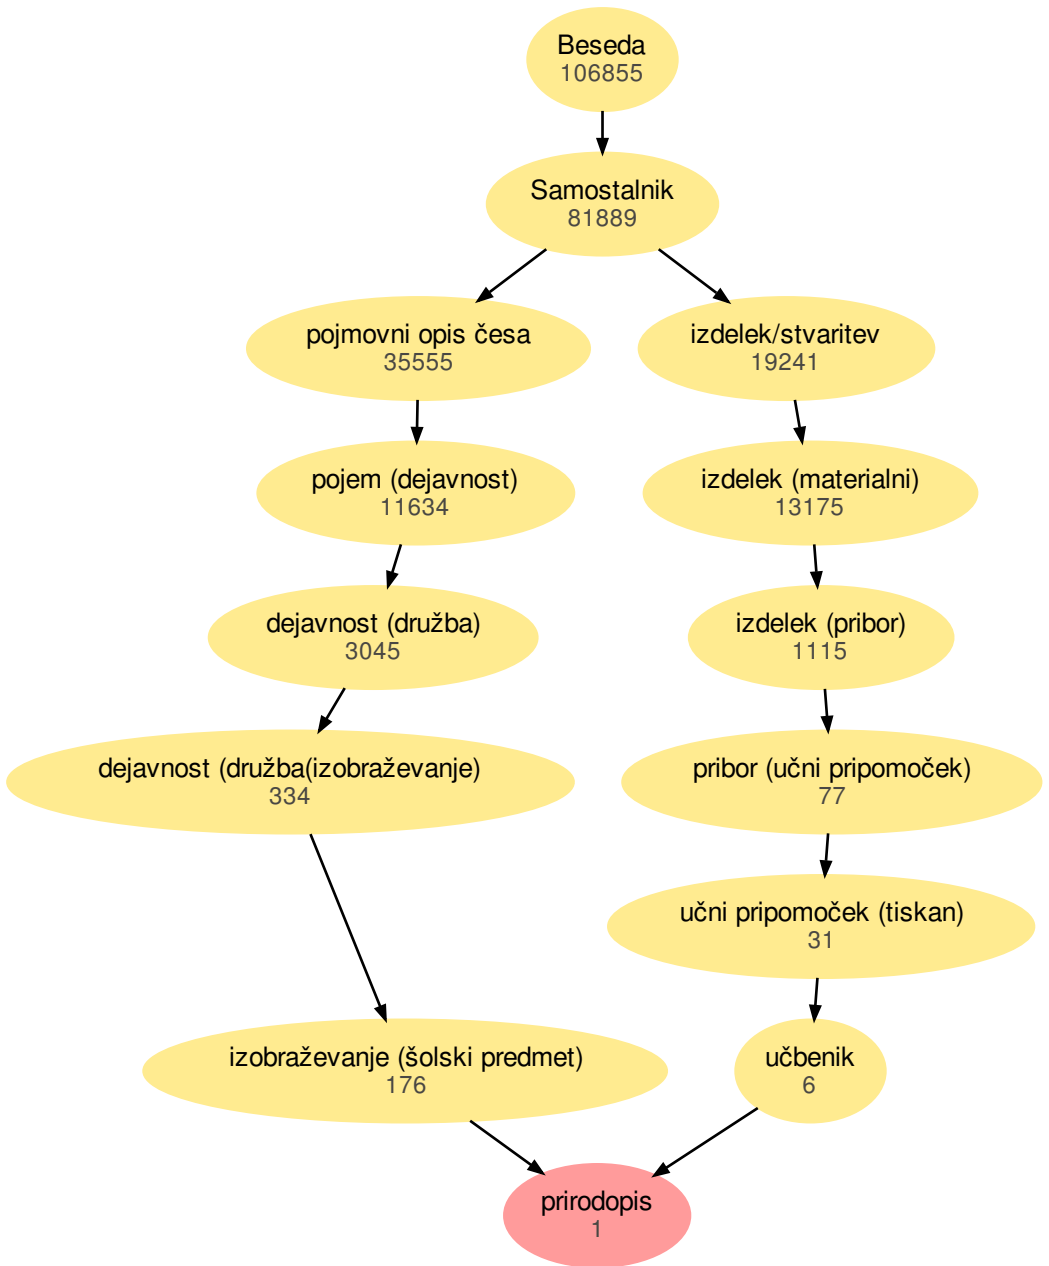 Beseda
106855
Samostalnik
81889
pojmovni opis česa
35555
izdelek/stvaritev
19241
pojem (dejavnost)
11634
izdelek (materialni)
13175
dejavnost (družba)
3045
izdelek (pribor)
1115
dejavnost (družba(izobraževanje)
334
pribor (učni pripomoček)
77
učni pripomoček (tiskan)
31
izobraževanje (šolski predmet)
176
učbenik
6
prirodopis
1